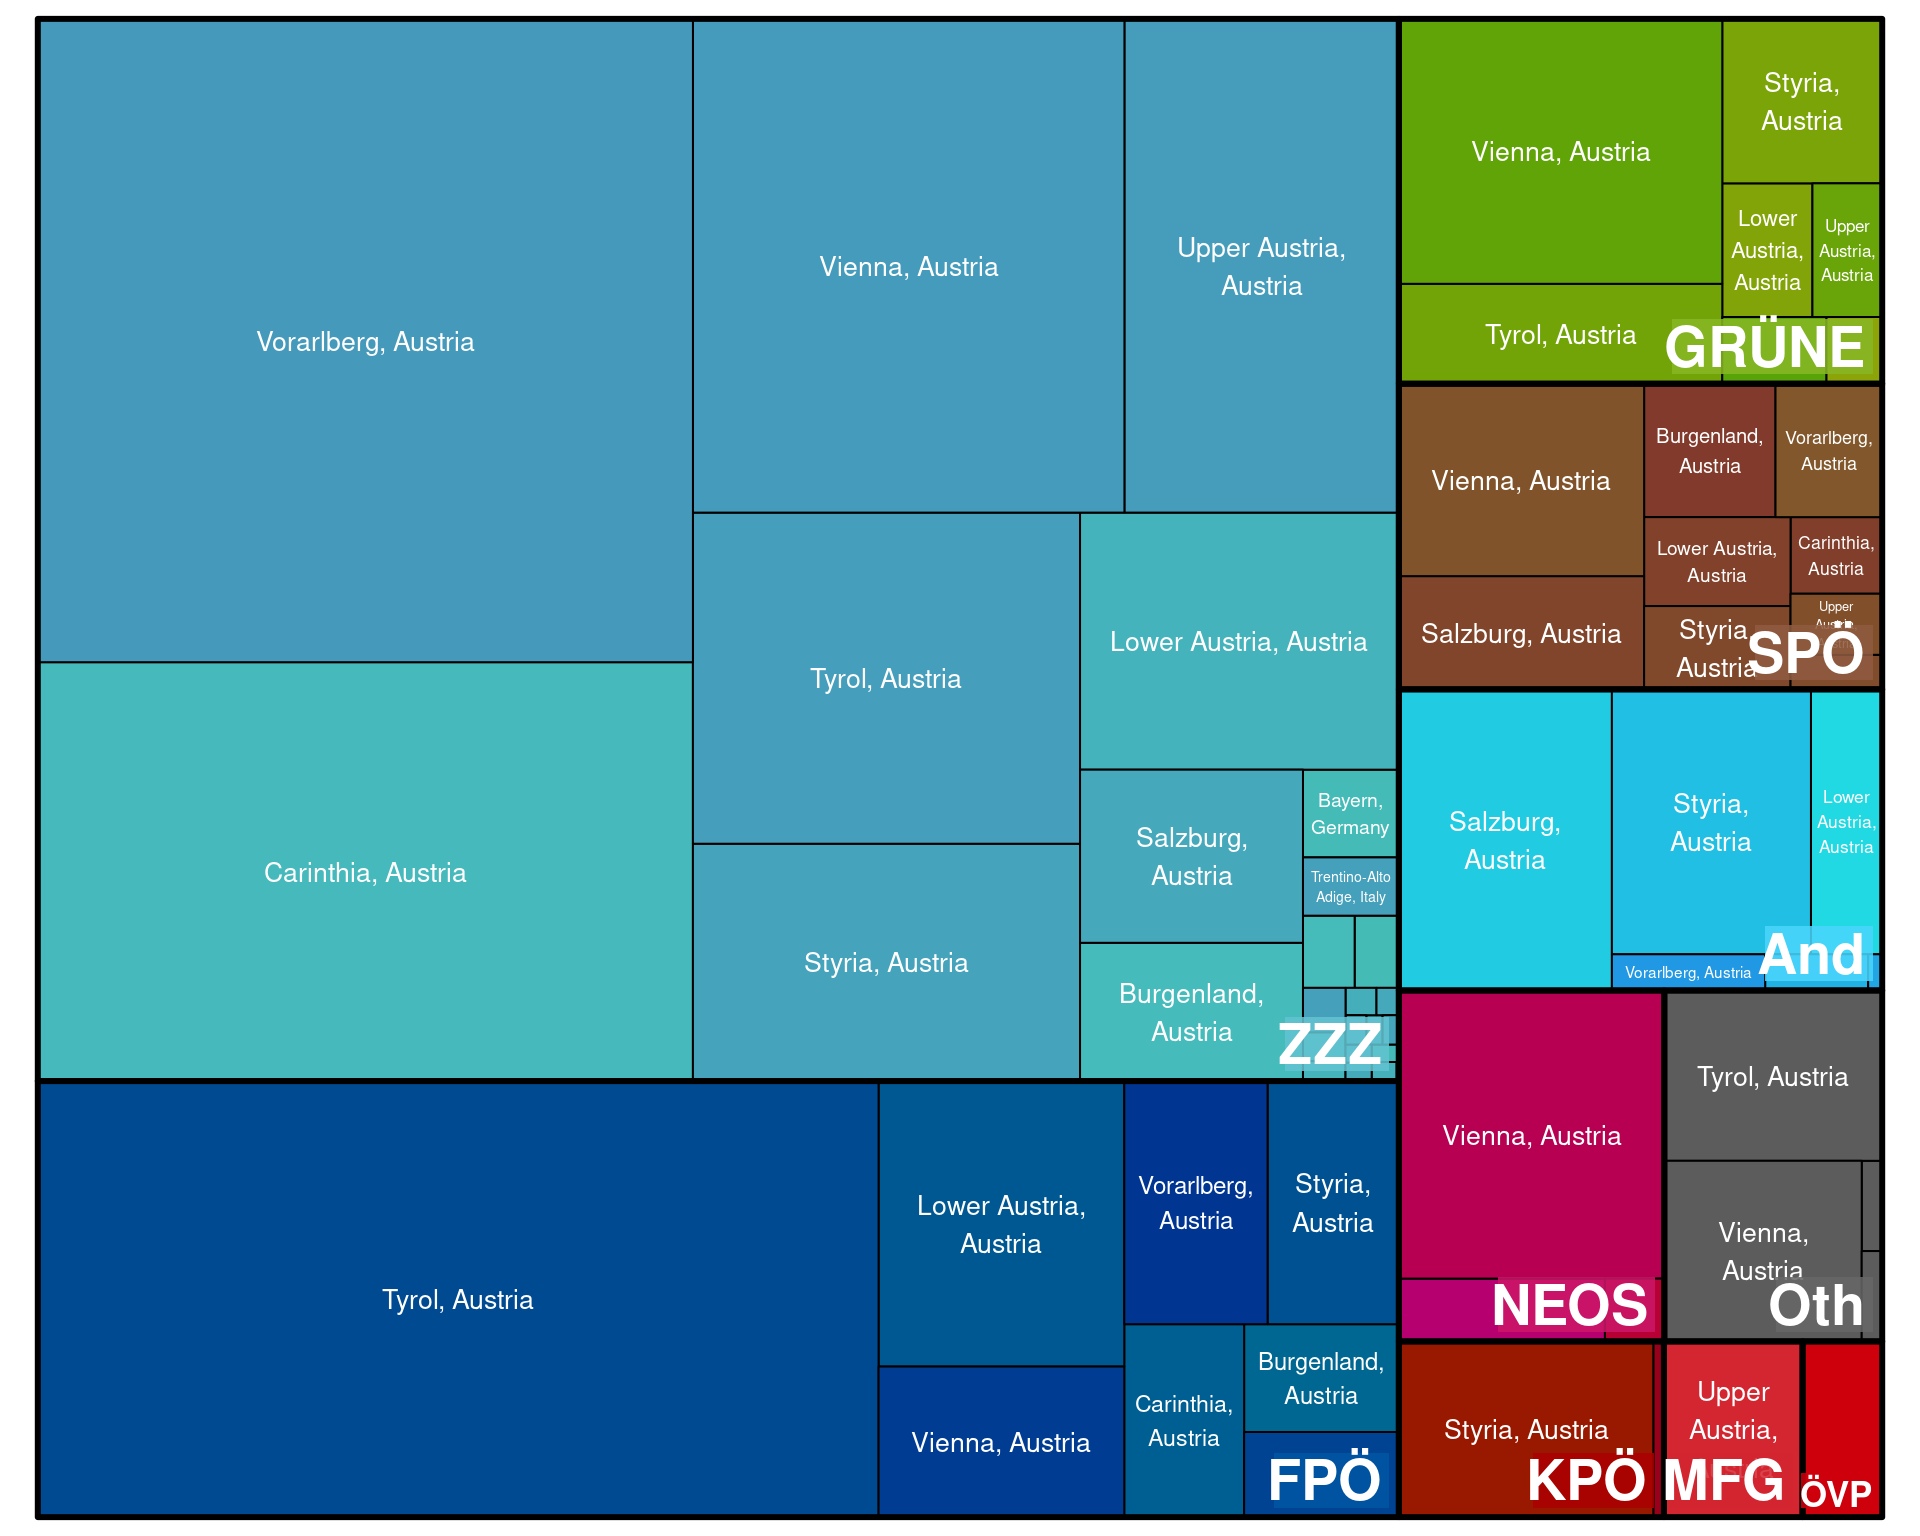 Vorarlberg, Austria
Carinthia, Austria
Vienna, Austria
Upper Austria,
Austria
Tyrol, Austria
Styria, Austria
Lower Austria, Austria
Salzburg,
Austria
Burgenland,
Austria
Bayern,
Germany
Trentino-Alto
Adige, Italy
ZZZ
Tyrol, Austria
Lower Austria,
Austria
Vienna, Austria
Vorarlberg,
Austria
Styria,
Austria
Carinthia,
Austria
Burgenland,
Austria
FPÖ
Vienna, Austria
Tyrol, Austria
Styria,
Austria
Lower
Austria,
Austria
Upper
Austria,
Austria
GRÜNE
Vienna, Austria
Salzburg, Austria
Burgenland,
Austria
Vorarlberg,
Austria
Lower Austria,
Austria
Carinthia,
Austria
Styria,
Austria
Upper
Austria,
SPÖ
Salzburg,
Austria
Styria,
Austria
Lower
Austria,
Austria
Vorarlberg, Austria
And
Vienna, Austria
NEOS
Tyrol, Austria
Vienna,
Austria
Oth
Styria, Austria
KPÖ
Upper
Austria,
MFG
ÖVP